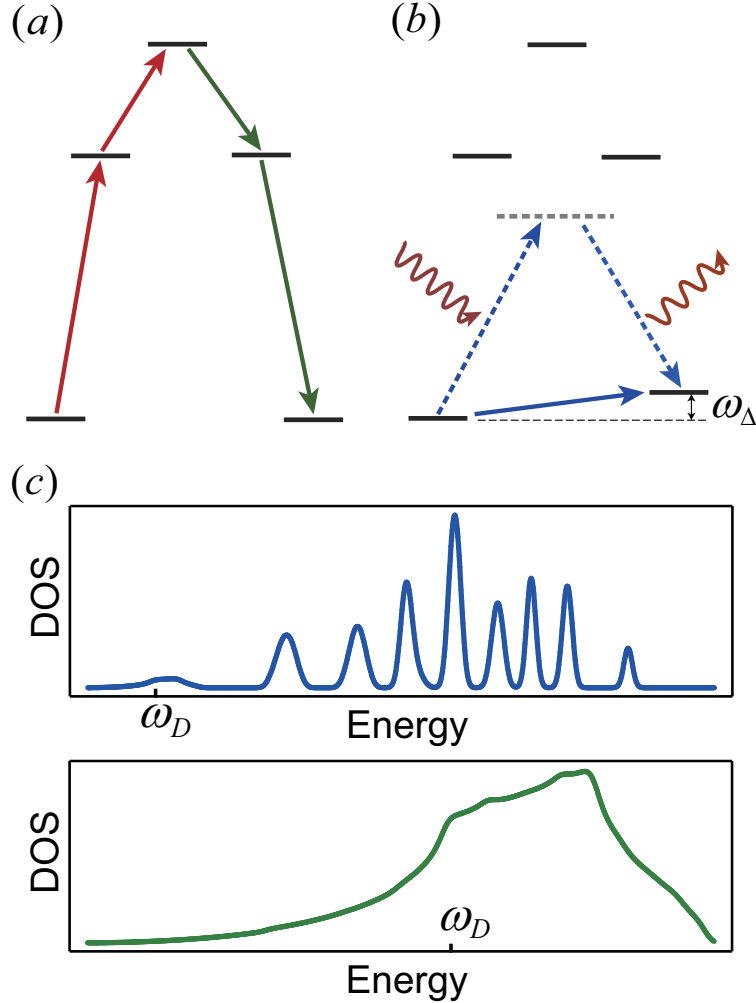 (a)
(b)
ω_Δ
(c)
DOS
ω_D
Energy
DOS
ω_D
Energy